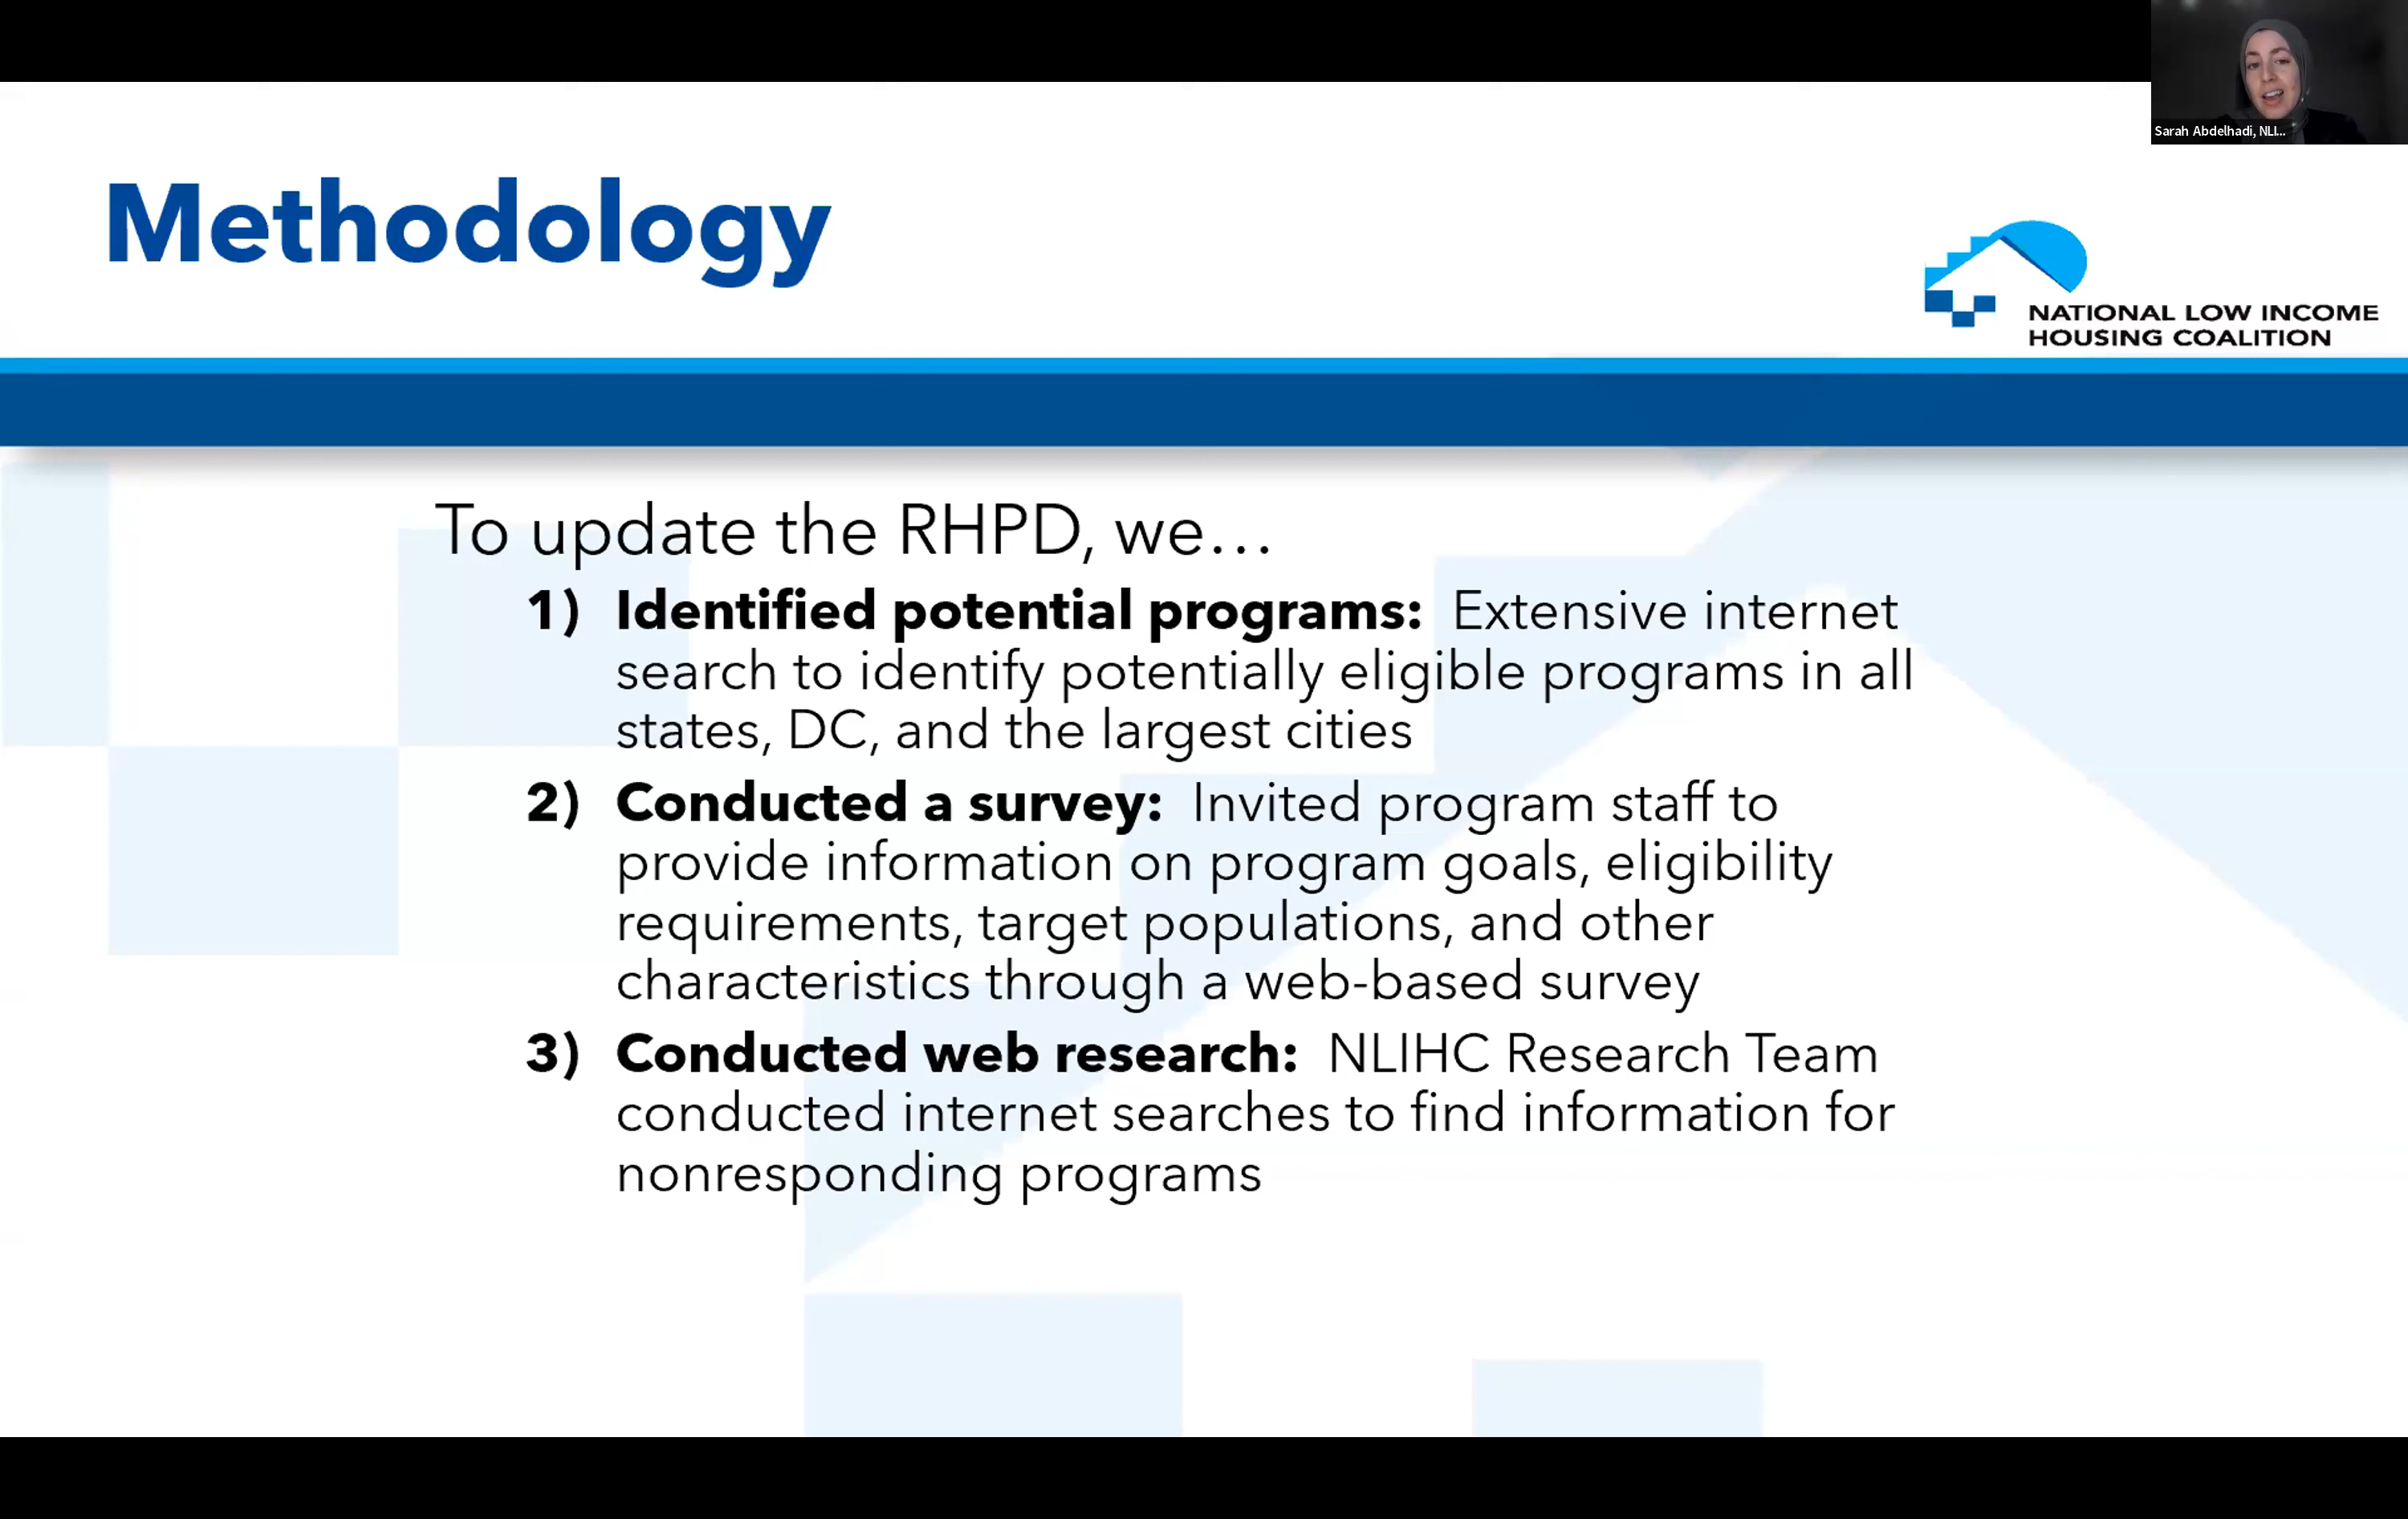 Sarah Abdelhadi, NLI...
Methodology
NATIONAL LOW INCOME
HOUSING COALITION
To update the RHPD, we...
1) Identified potential programs: Extensive internet
search to identify potentially eligible programs in all
states, DC, and the largest cities
2) Conducted a survey: Invited program staff to
provide information on program goals, eligibility
requirements, target populations, and other
characteristics through a web-based survey
3) Conducted web research: NLIHC Research Team
conducted internet searches to find information for
nonresponding programs